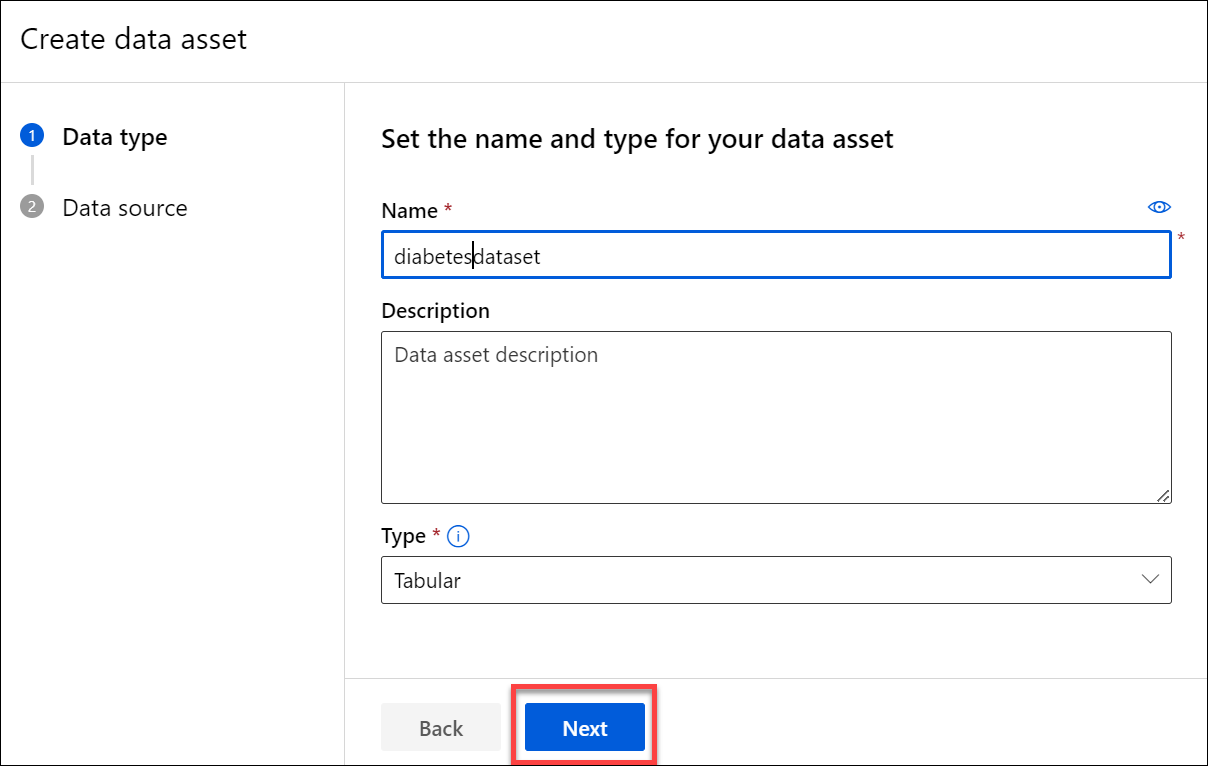 Create data asset
1 Data type
2 Data source
Set the name and type for your data asset
Name *
diabetesdataset
*
Description
Data asset description
Type * i
Tabular
Back
Next